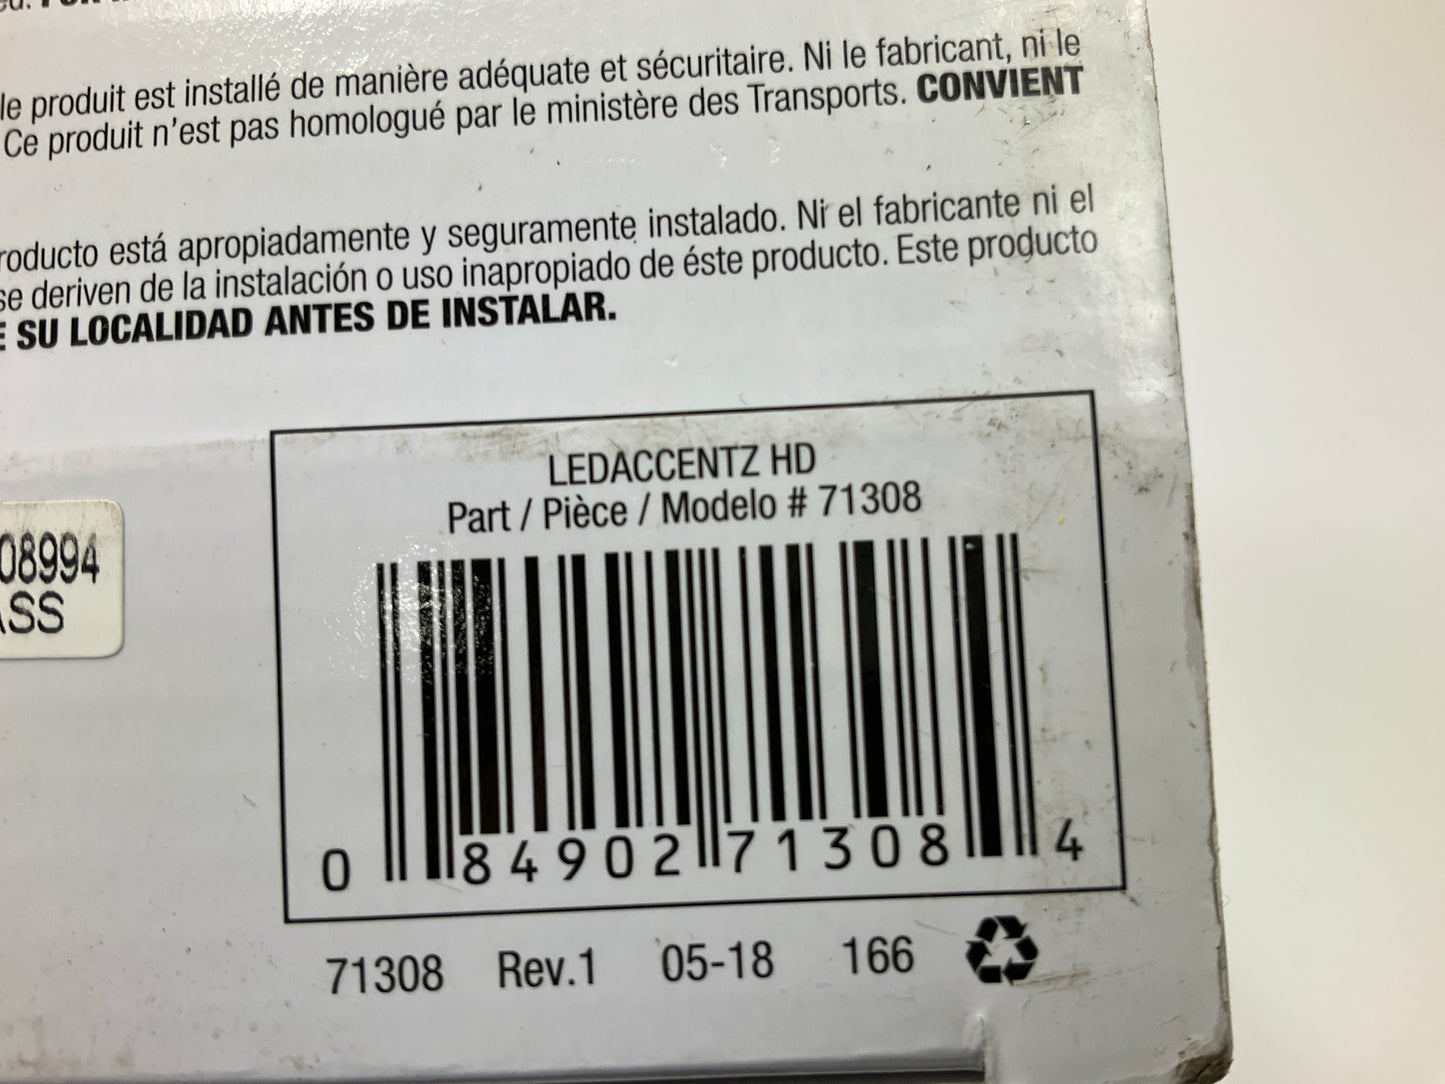 le produit est installé de manière adéquate et sécuritaire. Ni le fabricant, ni le
Ce produit n'est pas homologué par le ministère des Transports. CONVIENT
está apropiadamente y seguramente instalado. Ni el fabricante ni el
se deriven de la instalación o uso inapropiado de éste producto. Este producto
SU LOCALIDAD ANTES DE INSTALAR.
08994
LEDACCENTZ HD
Part / Pièce / Modelo # 71308
0 84902 71308 4
71308 Rev.1 05-18 166